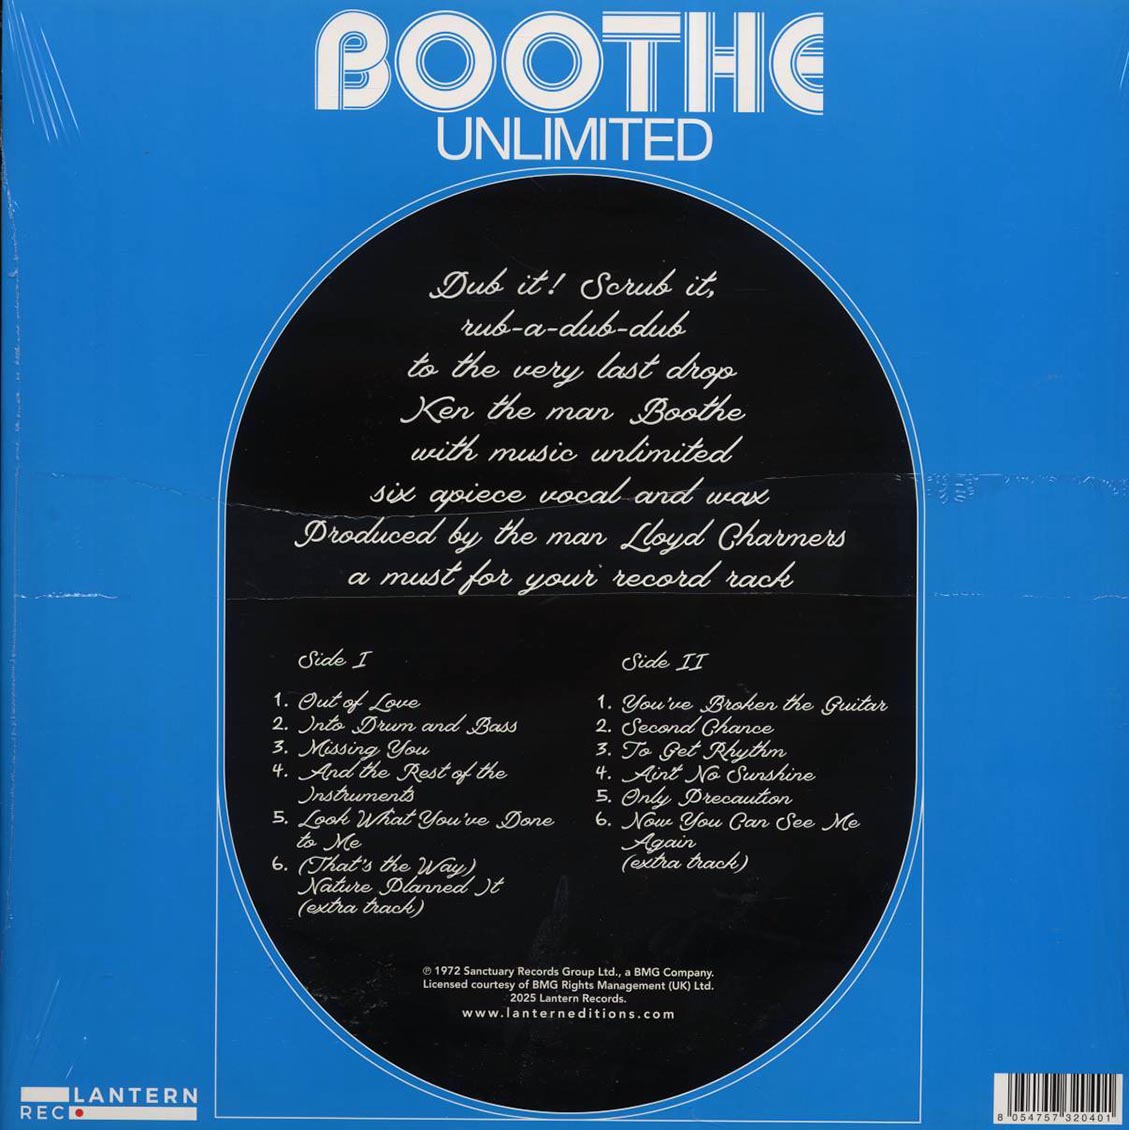 BOOTHE
UNLIMITED
Dub it! Scrub it,
rub-a-dub-dub
to the very last drop
Ken the man Boothe
with music unlimited
six apiece vocal and wax
Produced by the man Lloyd Charmers
a must for your record rack
Side I
1. Out of Love
2. Into Drum and Bass
3. Missing You
4. And the Rest of the
Instruments
5. Look What You've Done
to Me
6. (That's the Way)
Nature Planned It
(extra track)
Side II
1. You've Broken the Guitar
2. Second Chance
3. To Get Rhythm
4. Ain't No Sunshine
5. Only Precaution
6. Now You Can See Me
Again
(extra track)
℗ 1972 Sanctuary Records Group Ltd., a BMG Company.
Licensed courtesy of BMG Rights Management (UK) Ltd.
2025 Lantern Records.
www.lanterneditions.com
LANTERN
REC
8 054757 320401